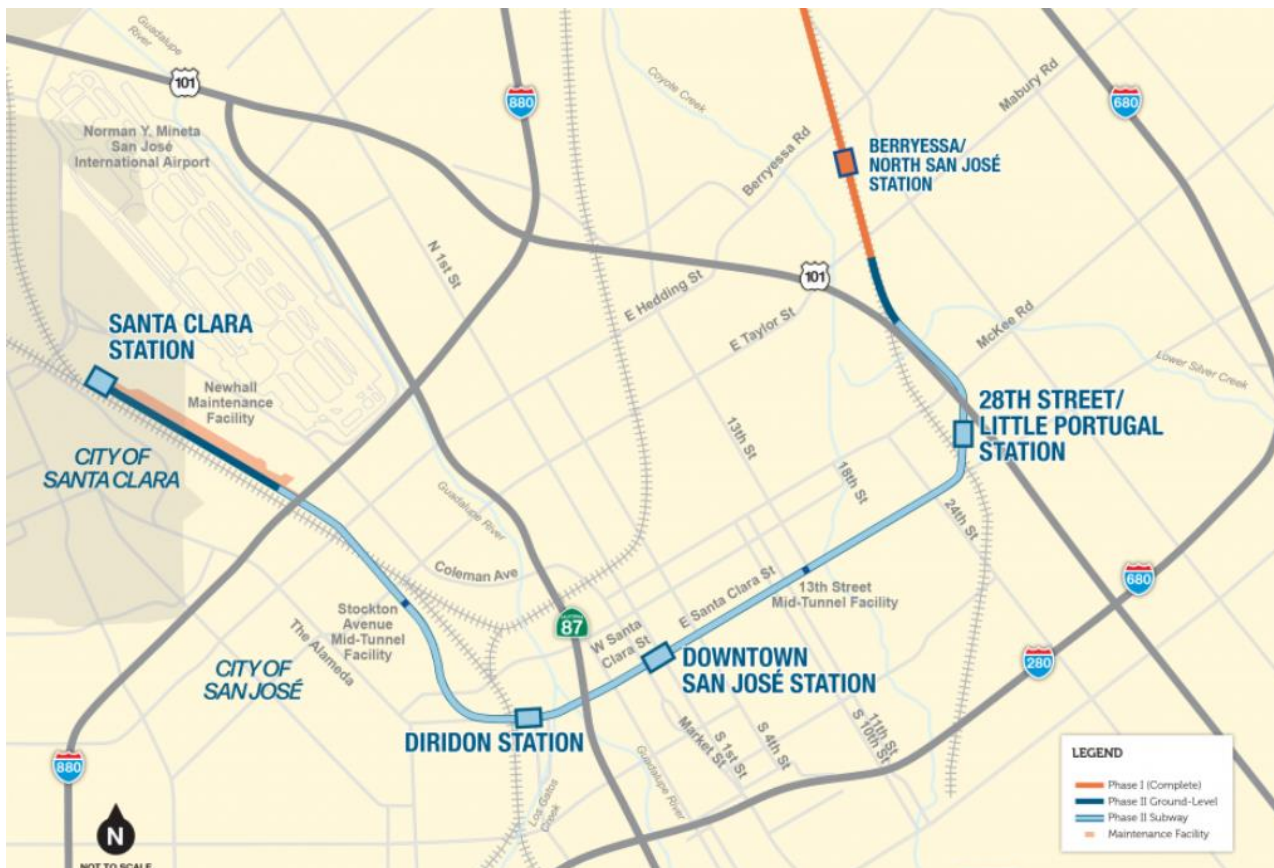 Guadalupe
River
101
880
680
Mabury Rd
Coyote Creek
Norman Y. Mineta
San José
International Airport
Berryessa Rd
BERRYESSA/
NORTH SAN JOSÉ
STATION
N 1st St
101
E Hedding St
McKee Rd
E Taylor St
Lower Silver Creek
SANTA CLARA
STATION
Newhall
Maintenance
Facility
28TH STREET/
LITTLE PORTUGAL
STATION
13th St
CITY OF
SANTA CLARA
18th St
24th St
Guadalupe River
Coleman Ave
E Santa Clara St
13th Street
Mid-Tunnel Facility
680
Stockton
Avenue
Mid-Tunnel
Facility
The Alameda
CALIFORNIA
87
W Santa
Clara St
280
CITY OF
SAN JOSÉ
DOWNTOWN
SAN JOSÉ STATION
DIRIDON STATION
Market St
S 1st St
S 4th St
11th St
S 10th St
880
Los Gatos
Creek
Guadalupe River
LEGEND
Phase I (Complete)
Phase II Ground-Level
Phase II Subway
Maintenance Facility
N
NOT TO SCALE